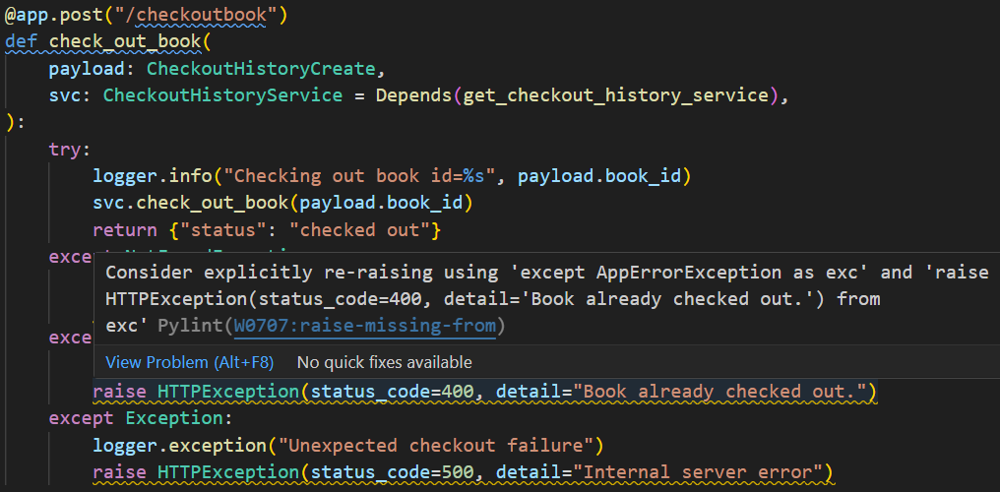 @app.post("/checkoutbook")
def check_out_book(
payload: CheckoutHistoryCreate,
svc: CheckoutHistoryService = Depends(get_checkout_history_service),
):
try:
logger.info("Checking out book id=%s", payload.book_id)
svc.check_out_book(payload.book_id)
return {"status": "checked out"}
Consider explicitly re-raising using 'except AppErrorException as exc' and 'raise
HTTPException(status_code=400, detail='Book already checked out.') from
exc' Pylint(W0707:raise-missing-from)
View Problem (Alt+F8) No quick fixes available
raise HTTPException(status_code=400, detail="Book already checked out.")
except Exception:
logger.exception("Unexpected checkout failure")
raise HTTPException(status_code=500, detail="Internal server error")